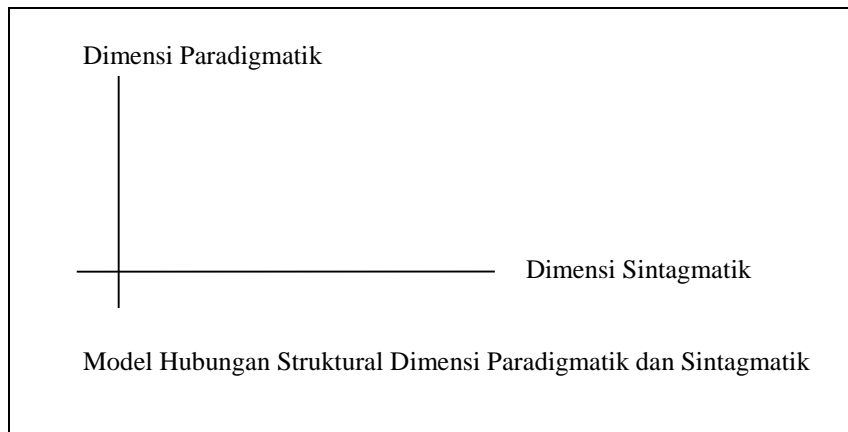 Dimensi Paradigmatik
Dimensi Sintagmatik
Model Hubungan Struktural Dimensi Paradigmatik dan Sintagmatik